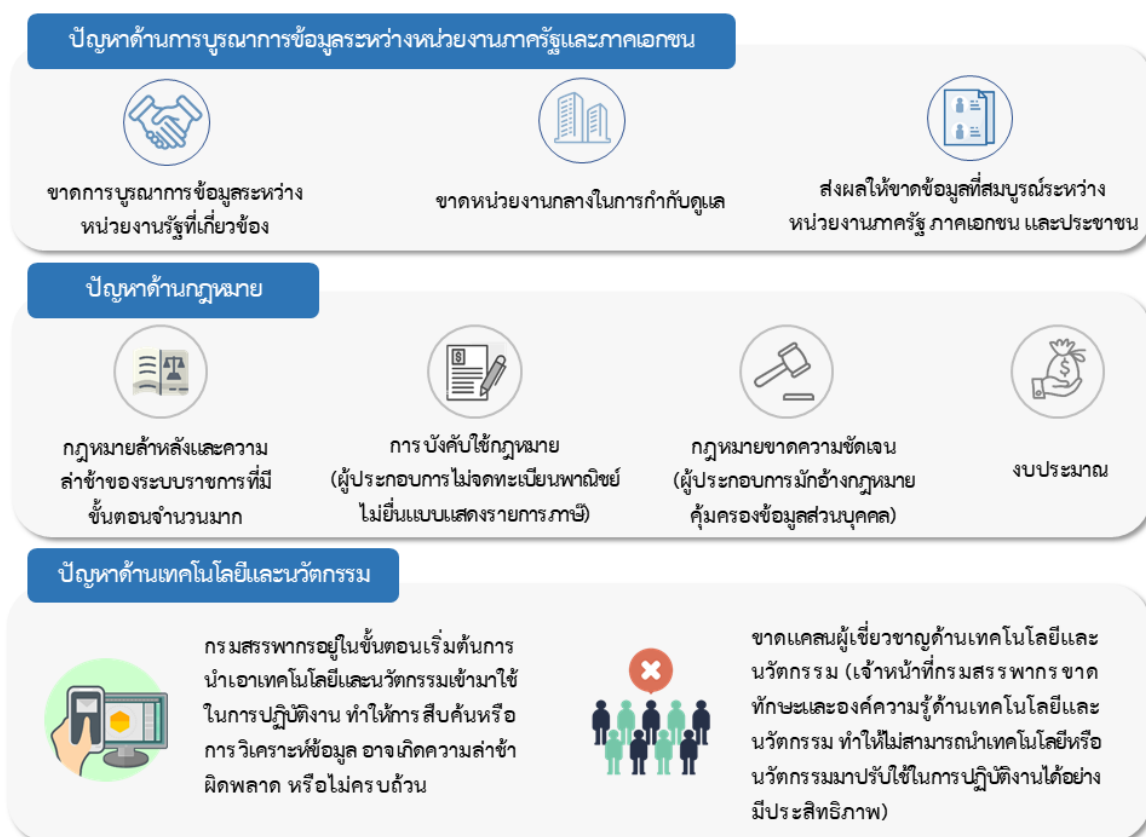 ปัญหาด้านการบูรณาการข้อมูลระหว่างหน่วยงานภาครัฐและภาคเอกชน
ขาดการบูรณาการข้อมูลระหว่าง
หน่วยงานรัฐที่เกี่ยวข้อง
ขาดหน่วยงานกลางในการกำกับดูแล
ส่งผลให้ขาดข้อมูลที่สมบูรณ์ระหว่าง
หน่วยงานภาครัฐ ภาคเอกชน และประชาชน
ปัญหาด้านกฎหมาย
กฎหมายล้าหลังและความ
ล่าช้าของระบบราชการที่มี
ขั้นตอนจำนวนมาก
การบังคับใช้กฎหมาย
(ผู้ประกอบการไม่จดทะเบียนพาณิชย์
ไม่ยื่นแบบแสดงรายการภาษี)
กฎหมายขาดความชัดเจน
(ผู้ประกอบการมักอ้างกฎหมาย
คุ้มครองข้อมูลส่วนบุคคล)
งบประมาณ
ปัญหาด้านเทคโนโลยีและนวัตกรรม
กรมสรรพากรอยู่ในขั้นตอนเริ่มต้นการ
นำเอาเทคโนโลยีและนวัตกรรมเข้ามาใช้
ในการปฏิบัติงาน ทำให้การสืบค้นหรือ
การวิเคราะห์ข้อมูล อาจเกิดความล่าช้า
ผิดพลาด หรือไม่ครบถ้วน
ขาดแคลนผู้เชี่ยวชาญด้านเทคโนโลยีและ
นวัตกรรม (เจ้าหน้าที่กรมสรรพากรขาด
ทักษะและองค์ความรู้ด้านเทคโนโลยีและ
นวัตกรรม ทำให้ไม่สามารถนำเทคโนโลยีหรือ
นวัตกรรมมาปรับใช้ในการปฏิบัติงานได้อย่าง
มีประสิทธิภาพ)